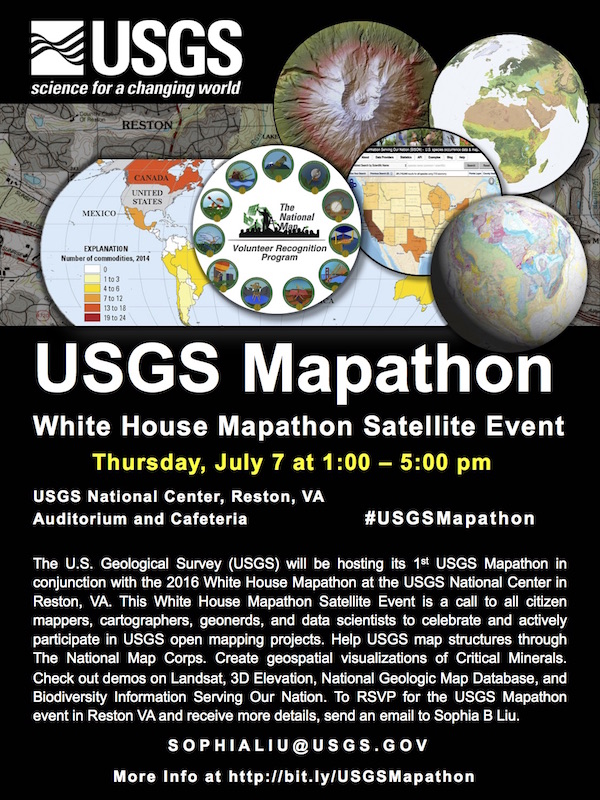 USGS
science for a changing world
RESTON
CANADA
UNITED
STATES
MEXICO
EXPLANATION
Number of commodities, 2014
0
1 to 3
4 to 6
7 to 12
13 to 18
19 to 24
The
National
Map
Volunteer Recognition
Program
USGS Mapathon
White House Mapathon Satellite Event
Thursday, July 7 at 1:00 – 5:00 pm
USGS National Center, Reston, VA
Auditorium and Cafeteria
#USGSMapathon
The U.S. Geological Survey (USGS) will be hosting its 1st USGS Mapathon in
conjunction with the 2016 White House Mapathon at the USGS National Center in
Reston, VA. This White House Mapathon Satellite Event is a call to all citizen
mappers, cartographers, geonerds, and data scientists to celebrate and actively
participate in USGS open mapping projects. Help USGS map structures through
The National Map Corps. Create geospatial visualizations of Critical Minerals.
Check out demos on Landsat, 3D Elevation, National Geologic Map Database, and
Biodiversity Information Serving Our Nation. To RSVP for the USGS Mapathon
event in Reston VA and receive more details, send an email to Sophia B Liu.
SOPHIALIU@USGS.GOV
More Info at http://bit.ly/USGSMapathon